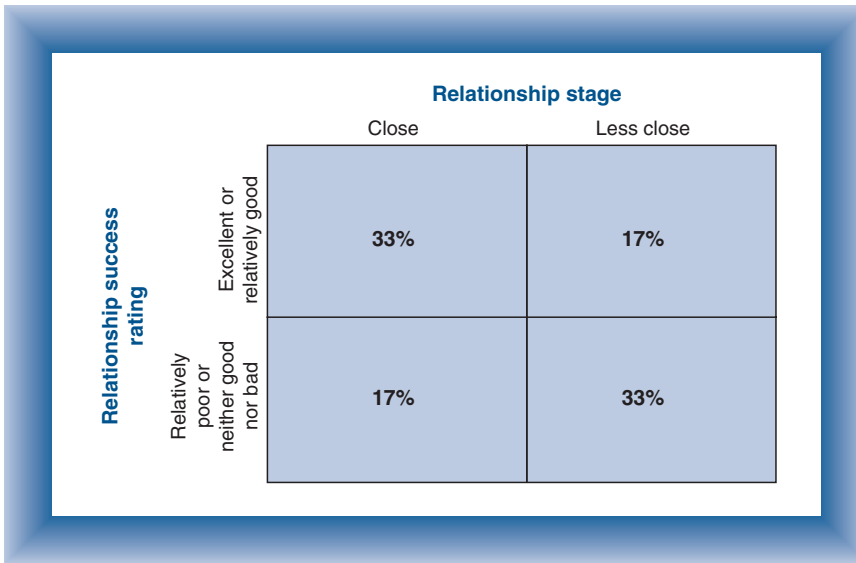 Relationship stage
Close
Less close
Relationship success
rating
Excellent or
relatively good
33%
17%
Relatively
poor or
neither good
nor bad
17%
33%